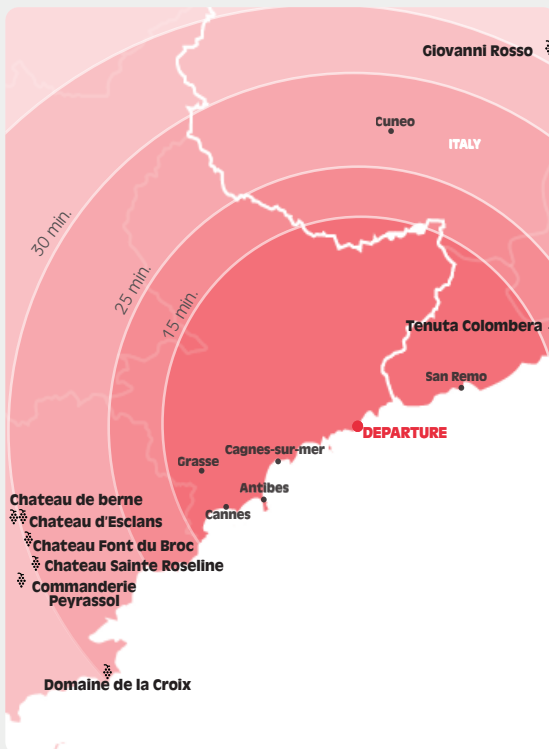 Giovanni Rosso
Cuneo
ITALY
30 min.
25 min.
15 min.
Tenuta Colombera
San Remo
DEPARTURE
Cagnes-sur-mer
Grasse
Antibes
Cannes
Chateau de berne
Chateau d'Esclans
Chateau Font du Broc
Chateau Sainte Roseline
Commanderie
Peyrassol
Domaine de la Croix